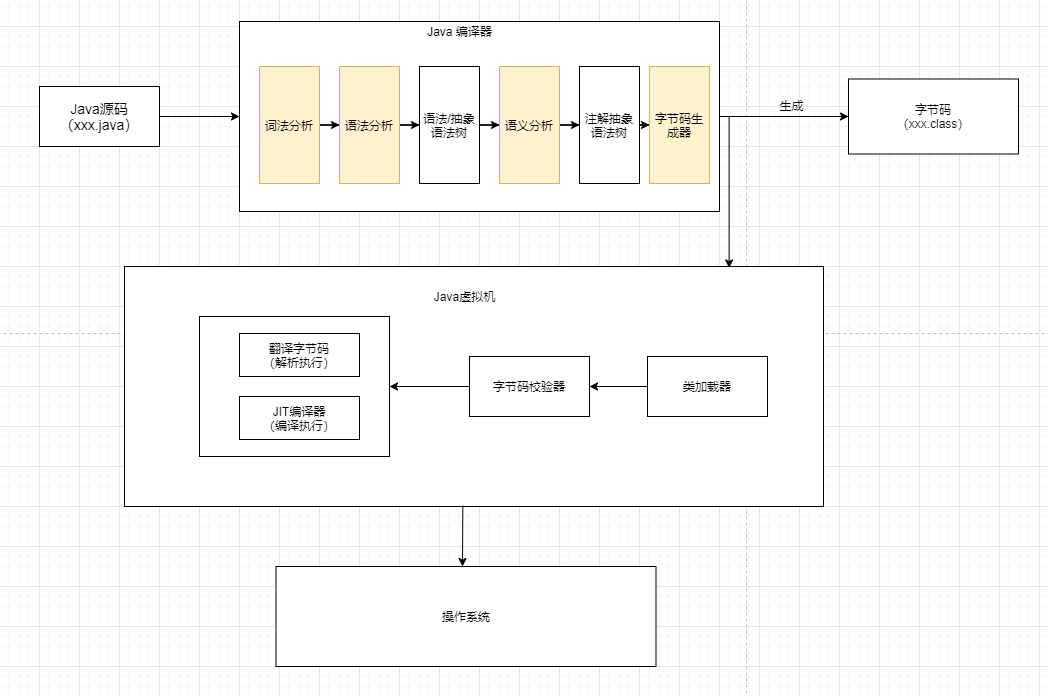 Java 编译器
Java源码
（xxx.java）
词法分析
语法分析
语法/抽象
语法树
语义分析
注解抽象
语法树
字节码生
成器
生成
字节码
（xxx.class）
Java虚拟机
翻译字节码
（解析执行）
JIT编译器
（编译执行）
字节码校验器
类加载器
操作系统